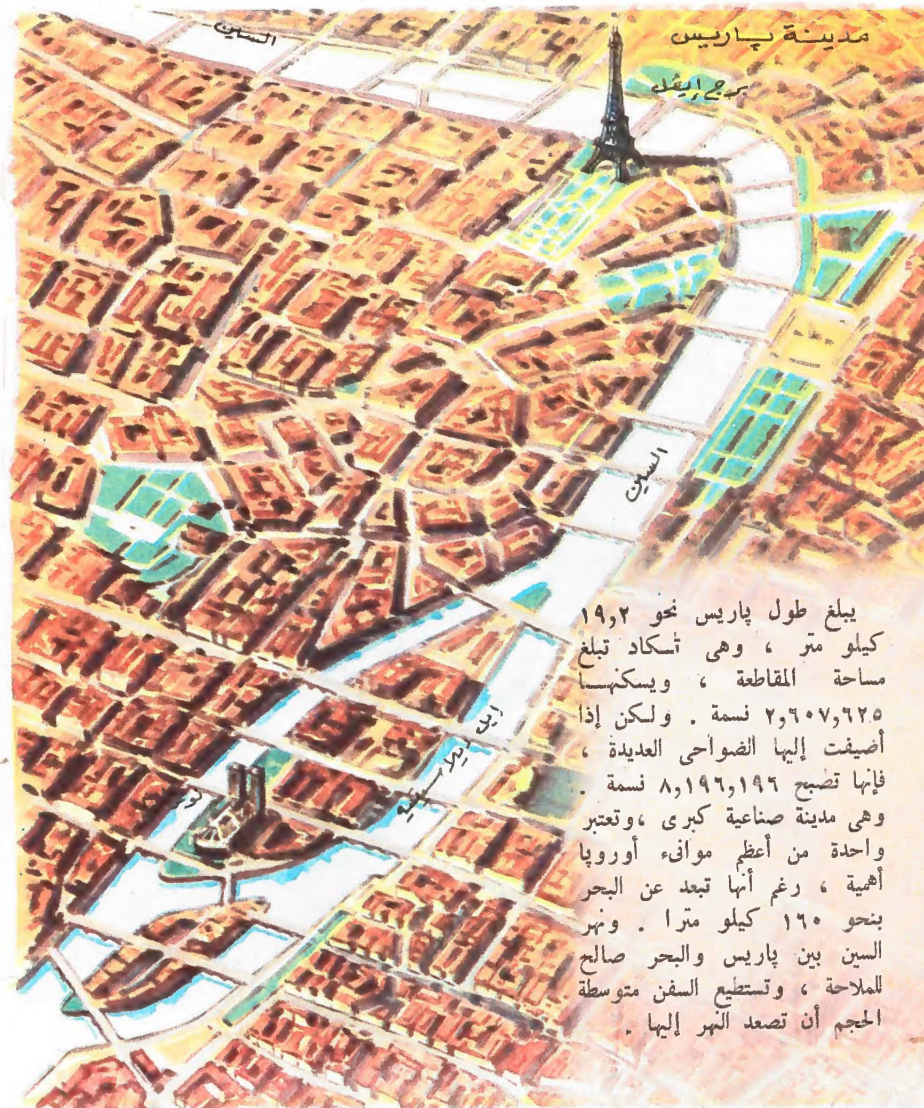 مدينة پاريس
السين
برج إيڤل
السين
يبلغ طول پاريس نحو ١٩,٢
كيلو متر ، وهى تكاد تبلغ
مساحة المقاطعة ، ويسكنها
٢,٦٠٧,٦٢٥ نسمة . ولكن إذا
أضيفت إليها الضواحى العديدة ،
فإنها تصبح ٨,١٩٦,١٩٦ نسمة .
وهى مدينة صناعية كبرى ، وتعتبر
واحدة من أعظم موانىء أوروپا
أهمية ، رغم أنها تبعد عن البحر
بنحو ١٦٠ كيلو مترا . ونهر
السين بين پاريس والبحر صالح
للملاحة ، وتستطيع السفن متوسطة
الحجم أن تصعد النهر إليها .